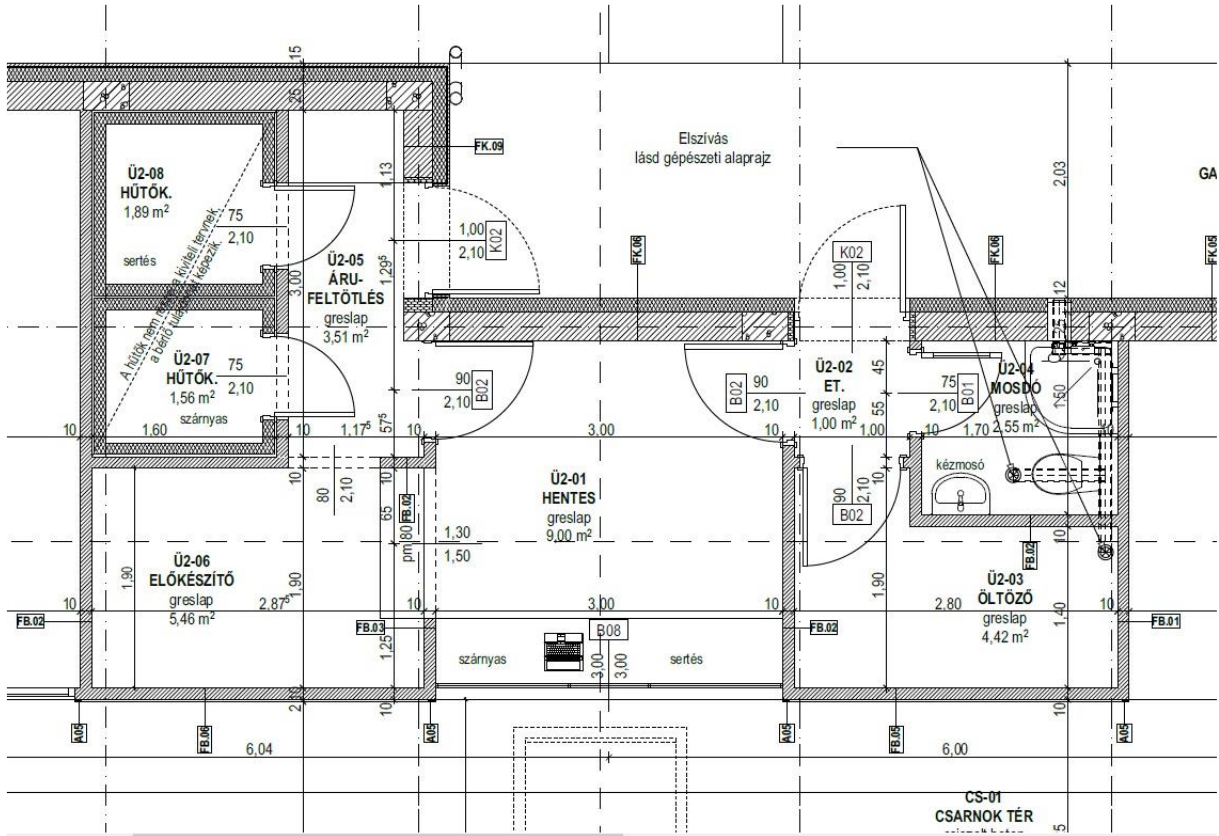 15
25
Elszívás
lásd gépészeti alaprajz
FK.09
GA
Ü2-08
HŰTŐK.
1,89 m²
sertés
75
2,10
A hűtők nem részei a kiviteli tervnek,
a bérlő tulajdonát képezik.
Ü2-05
ÁRU-
FELTÖTLÉS
greslap
3,51 m²
3,00
1,13
1,29⁵
1,00
2,10
K02
FK.06
K02
1,00
2,10
FK.06
2,03
12
FK.05
Ü2-07
HŰTŐK.
1,56 m²
szárnyas
75
2,10
90
2,10
B02
B02
90
2,10
Ü2-02
ET.
greslap
1,00 m²
45
55
75
2,10
B01
Ü2-04
MOSDÓ
greslap
2,55 m²
1,50
10
1,60
10
1,17⁵
57⁵
10
3,00
10
1,00
10
1,70
10
10
80
2,10
10
65
FB.02
pm 80
1,30
1,50
Ü2-01
HENTES
greslap
9,00 m²
90
2,10
B02
10
kézmosó
FB.02
10
Ü2-06
ELŐKÉSZÍTŐ
greslap
5,46 m²
1,90
1,90
10
2,87⁵
10
3,00
10
1,90
2,80
1,40
10
Ü2-03
ÖLTÖZŐ
greslap
4,42 m²
FB.02
FB.03
B08
FB.02
FB.01
1,25
szárnyas
3,00
3,00
sertés
2,10
10
10
10
A05
FB.06
A05
A05
FB.05
A05
6,04
6,00
CS-01
CSARNOK TÉR
5